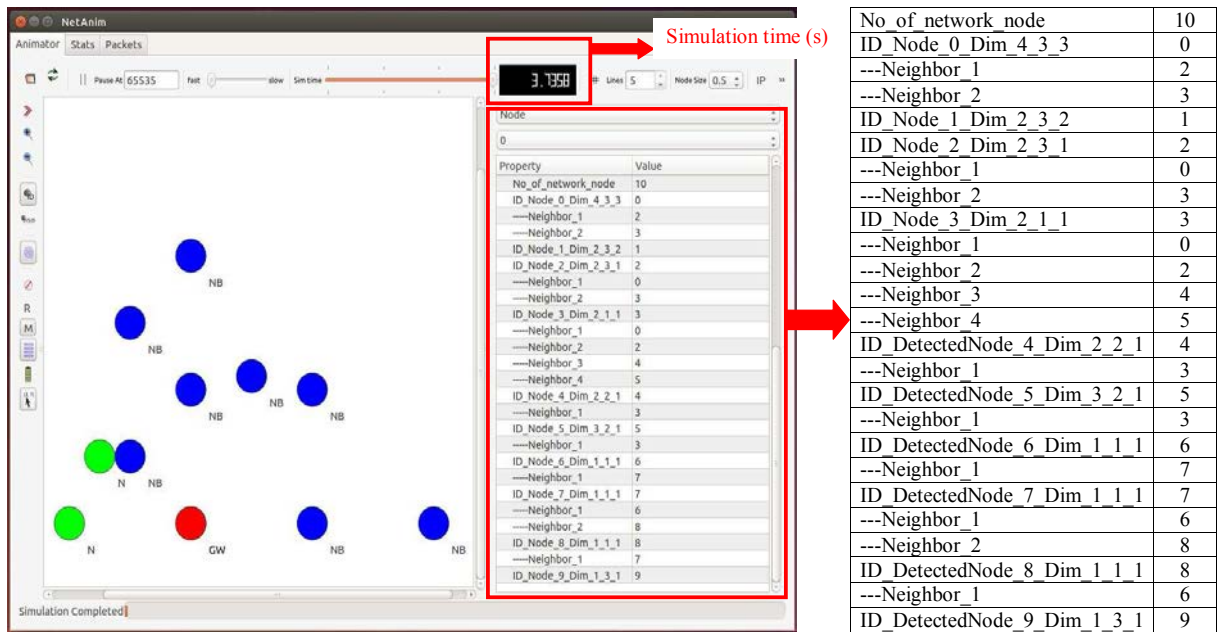 NetAnim
Animator Stats Packets
Simulation time (s)
Pause At 65535 fast slow Sim time 3.7358 # Lines 5 Node Size 0.5 IP »
R
M
NB
NB
NB
NB
NB
N NB
N GW NB NB
Simulation Completed
Node
0
Property Value
No_of_network_node 10
ID_Node_0_Dim_4_3_3 0
----Neighbor_1 2
----Neighbor_2 3
ID_Node_1_Dim_2_3_2 1
ID_Node_2_Dim_2_3_1 2
----Neighbor_1 0
----Neighbor_2 3
ID_Node_3_Dim_2_1_1 3
----Neighbor_1 0
----Neighbor_2 2
----Neighbor_3 4
----Neighbor_4 5
ID_Node_4_Dim_2_2_1 4
----Neighbor_1 3
ID_Node_5_Dim_3_2_1 5
----Neighbor_1 3
ID_Node_6_Dim_1_1_1 6
----Neighbor_1 7
ID_Node_7_Dim_1_1_1 7
----Neighbor_1 6
----Neighbor_2 8
ID_Node_8_Dim_1_1_1 8
----Neighbor_1 7
ID_Node_9_Dim_1_3_1 9
No_of_network_node 10
ID_Node_0_Dim_4_3_3 0
---Neighbor_1 2
---Neighbor_2 3
ID_Node_1_Dim_2_3_2 1
ID_Node_2_Dim_2_3_1 2
---Neighbor_1 0
---Neighbor_2 3
ID_Node_3_Dim_2_1_1 3
---Neighbor_1 0
---Neighbor_2 2
---Neighbor_3 4
---Neighbor_4 5
ID_DetectedNode_4_Dim_2_2_1 4
---Neighbor_1 3
ID_DetectedNode_5_Dim_3_2_1 5
---Neighbor_1 3
ID_DetectedNode_6_Dim_1_1_1 6
---Neighbor_1 7
ID_DetectedNode_7_Dim_1_1_1 7
---Neighbor_1 6
---Neighbor_2 8
ID_DetectedNode_8_Dim_1_1_1 8
---Neighbor_1 6
ID_DetectedNode_9_Dim_1_3_1 9